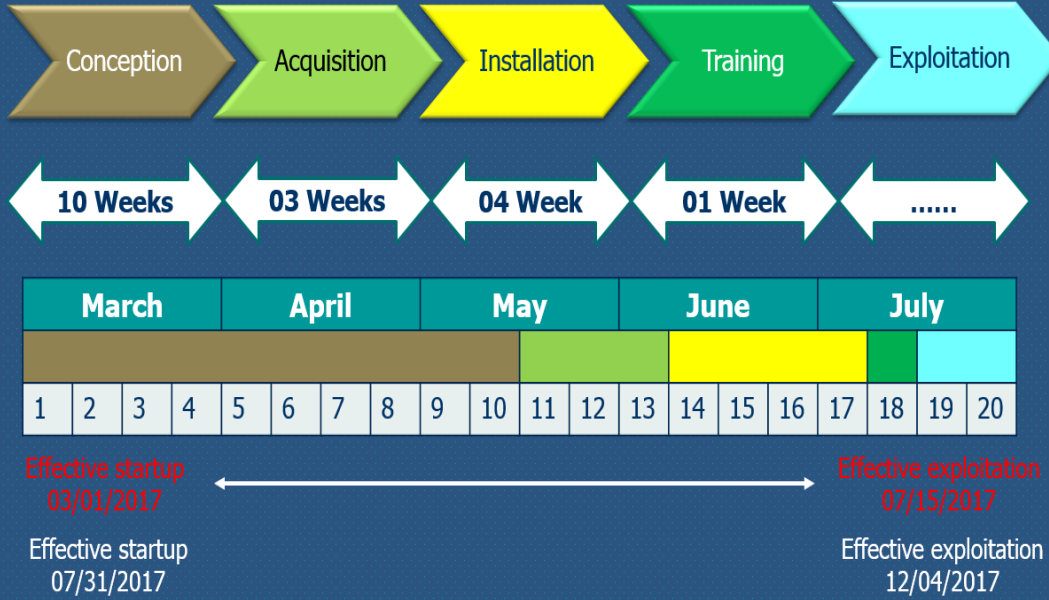 Conception Acquisition Installation Training Exploitation
10 Weeks 03 Weeks 04 Week 01 Week ......
March April May June July
1 2 3 4 5 6 7 8 9 10 11 12 13 14 15 16 17 18 19 20
Effective startup
03/01/2017
Effective exploitation
07/15/2017
Effective startup
07/31/2017
Effective exploitation
12/04/2017